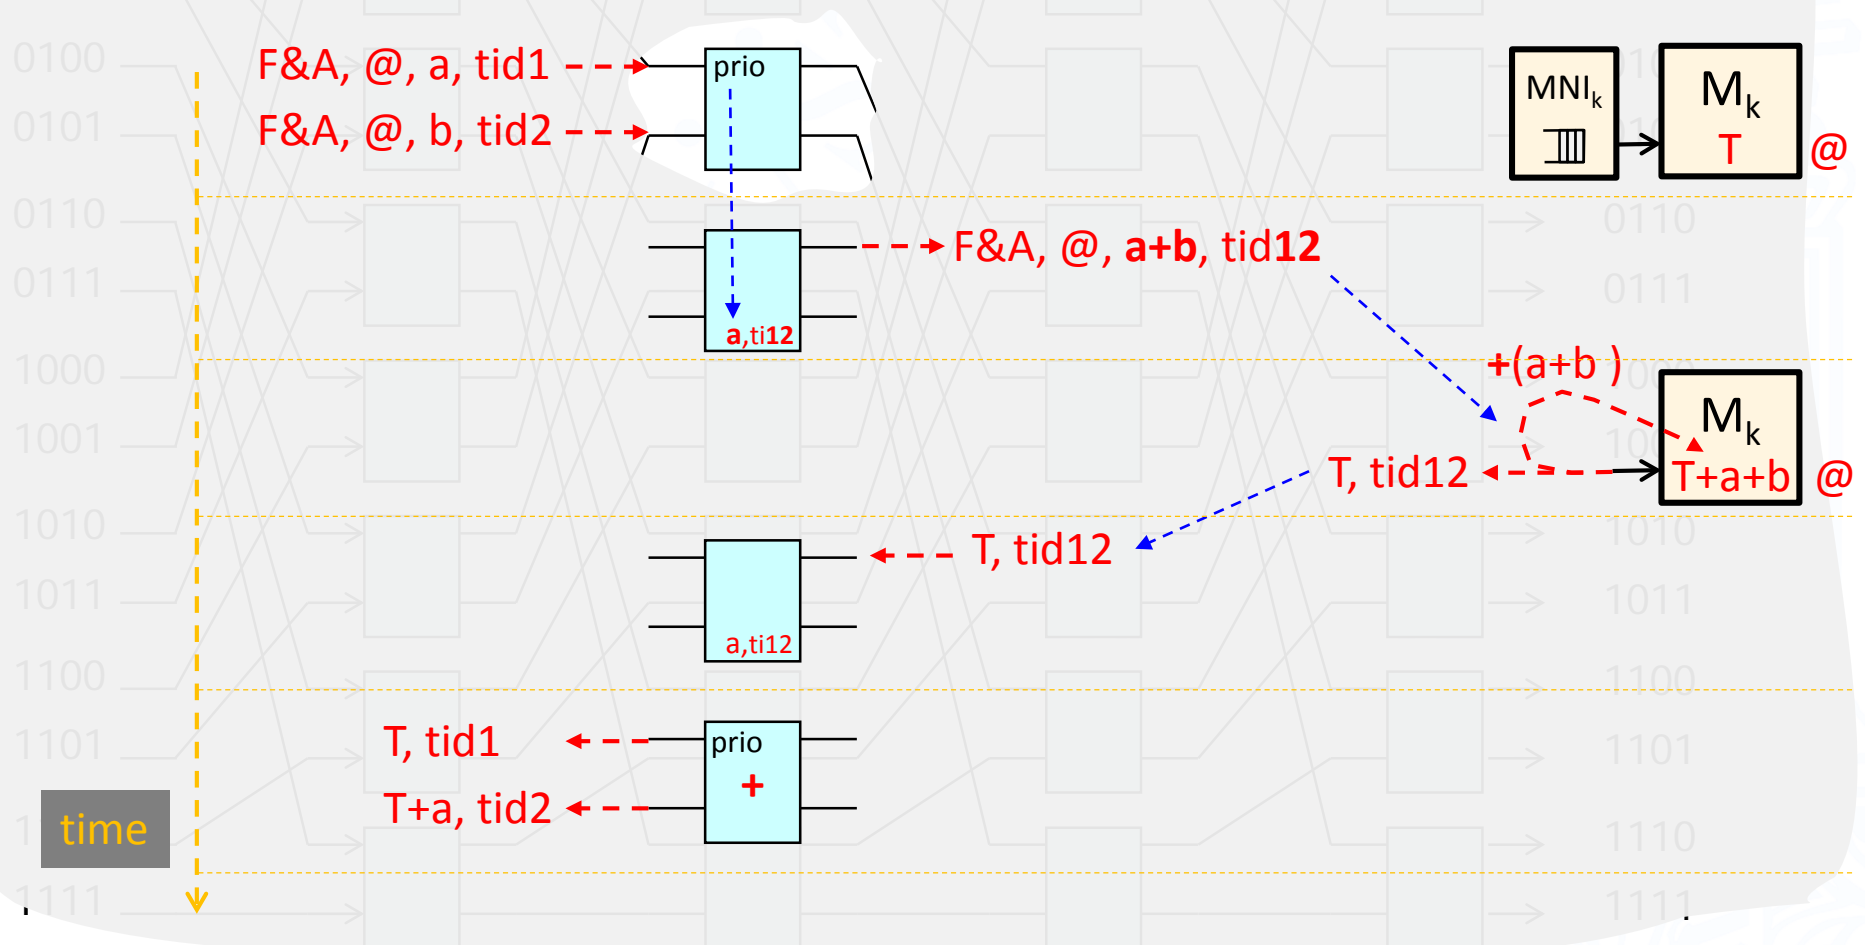 0100
F&A, @, a, tid1
prio
MNIk
Mk
T
@
0101
F&A, @, b, tid2
0110
F&A, @, a+b, tid12
0110
0111
a,ti12
0111
1000
+(a+b )
1001
Mk
T, tid12
T+a+b
@
1010
T, tid12
1010
1011
a,ti12
1011
1100
1100
1101
T, tid1
prio
+
1101
T+a, tid2
time
1110
1111
1111